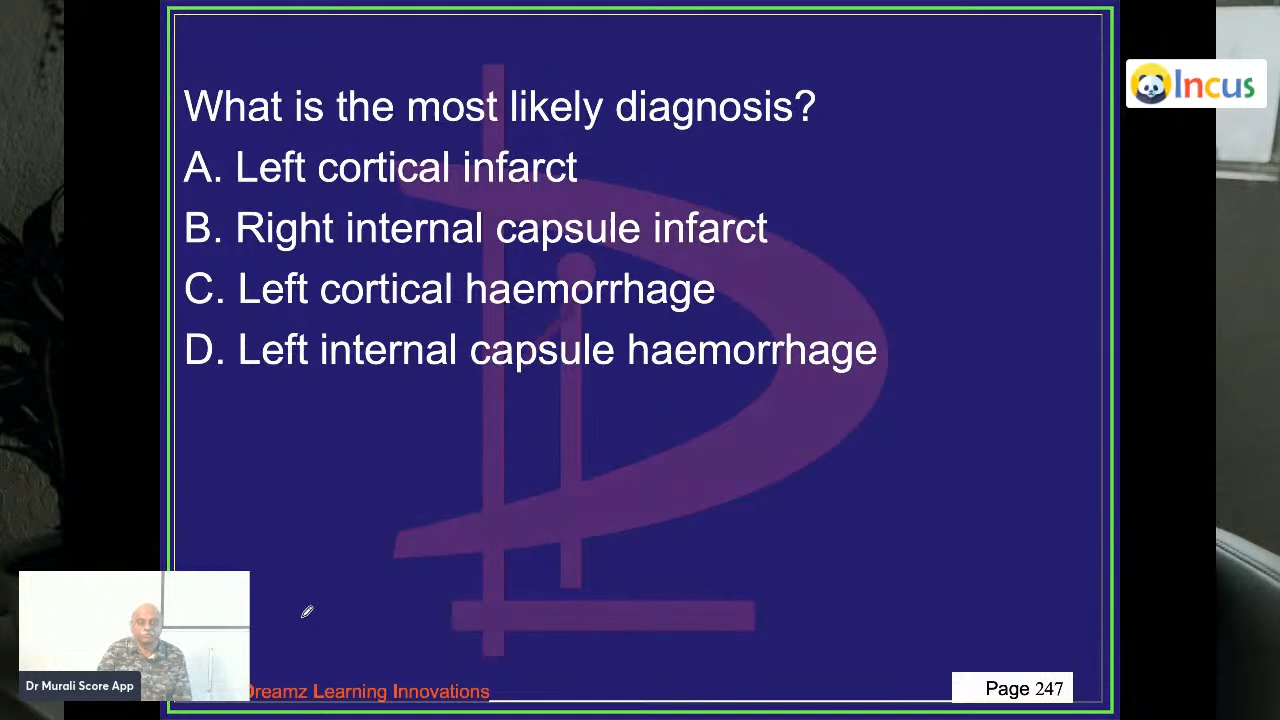 What is the most likely diagnosis?
A. Left cortical infarct
B. Right internal capsule infarct
C. Left cortical haemorrhage
D. Left internal capsule haemorrhage
Incus
Dr Murali Score App
Dreamz Learning Innovations
Page 247